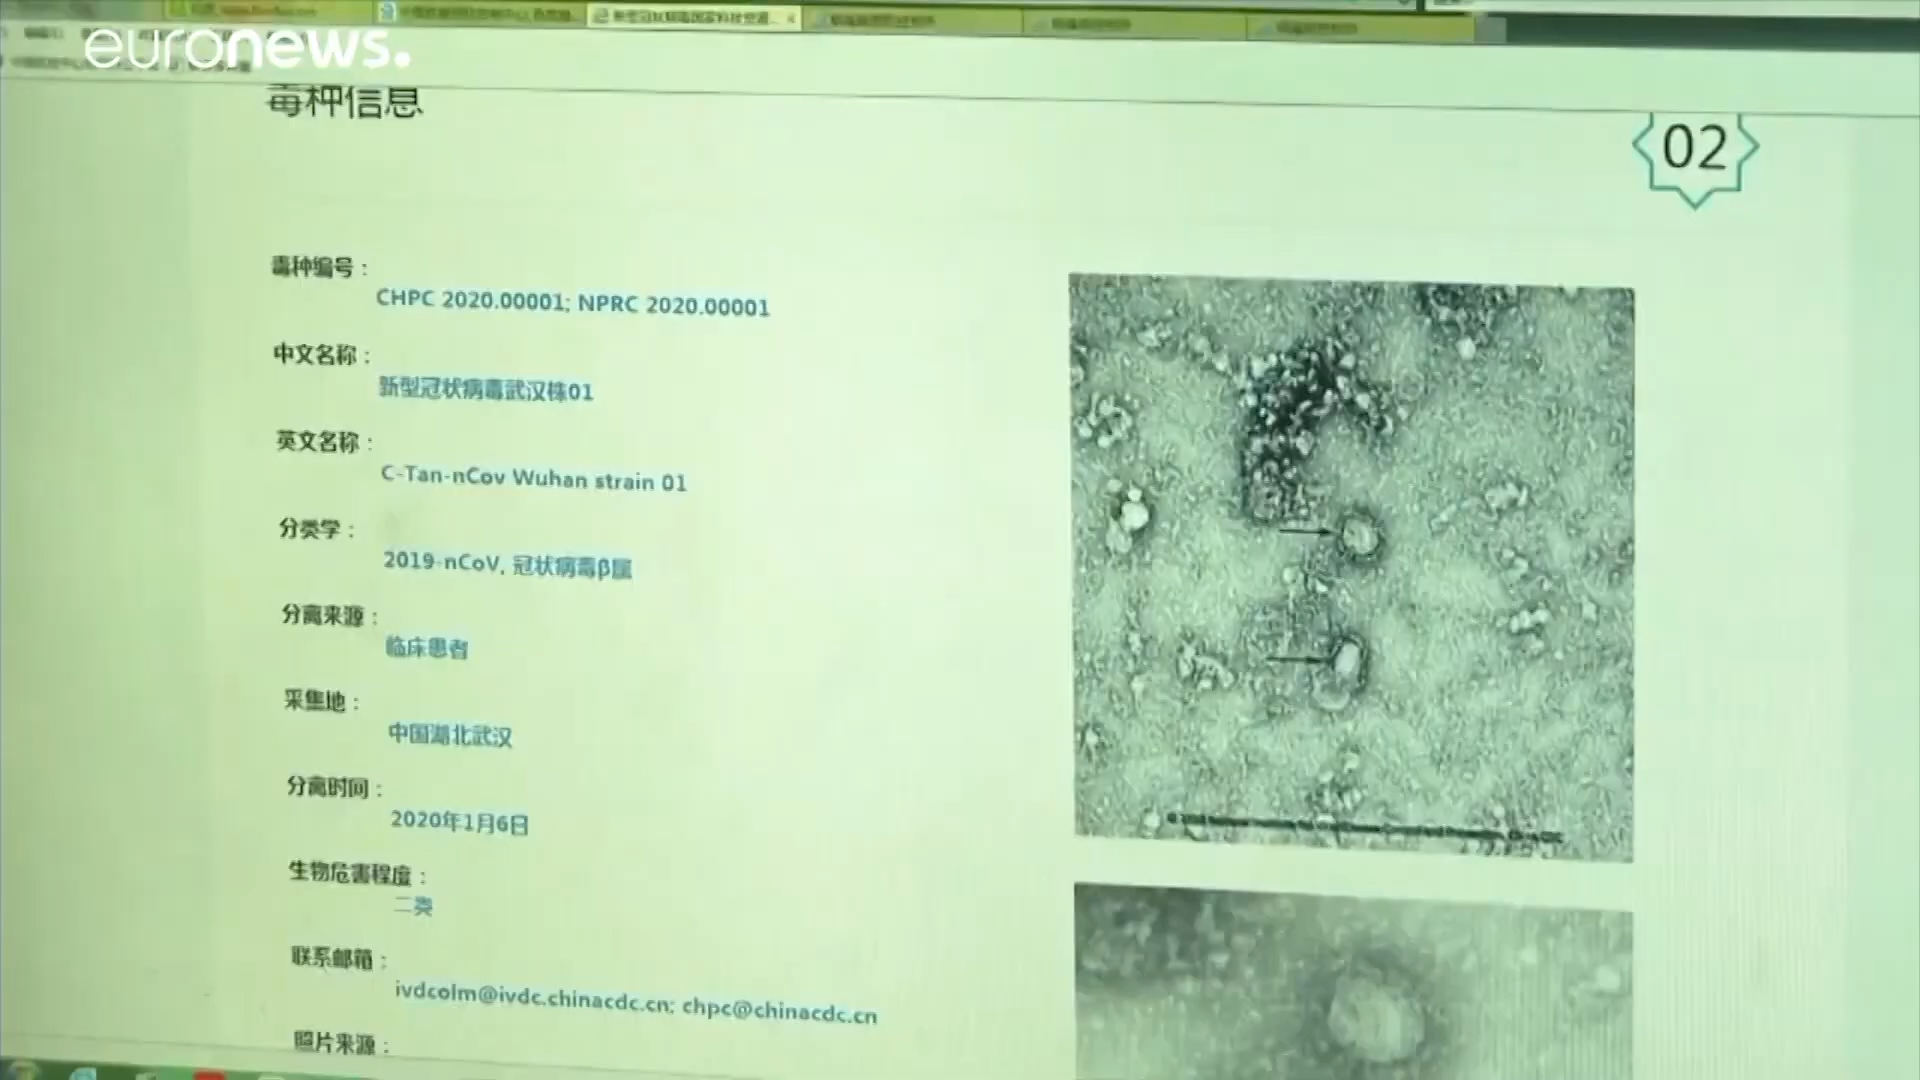 euronews.
毒种信息
02
毒种编号：
CHPC 2020.00001; NPRC 2020.00001
中文名称：
新型冠状病毒武汉株01
英文名称：
C-Tan-nCov Wuhan strain 01
分类学：
2019-nCoV, 冠状病毒β属
分离来源：
临床患者
采集地：
中国湖北武汉
分离时间：
2020年1月6日
生物危害程度：
二类
联系邮箱：
ivdcolm@ivdc.chinacdc.cn; chpc@chinacdc.cn
照片来源：